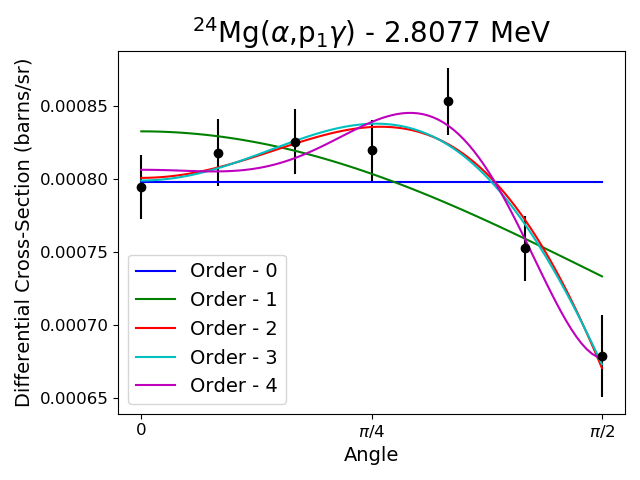 ²⁴Mg(α,p₁γ) - 2.8077 MeV
Differential Cross-Section (barns/sr)
0.00085
0.00080
0.00075
0.00070
0.00065
Order - 0
Order - 1
Order - 2
Order - 3
Order - 4
0
π/4
π/2
Angle